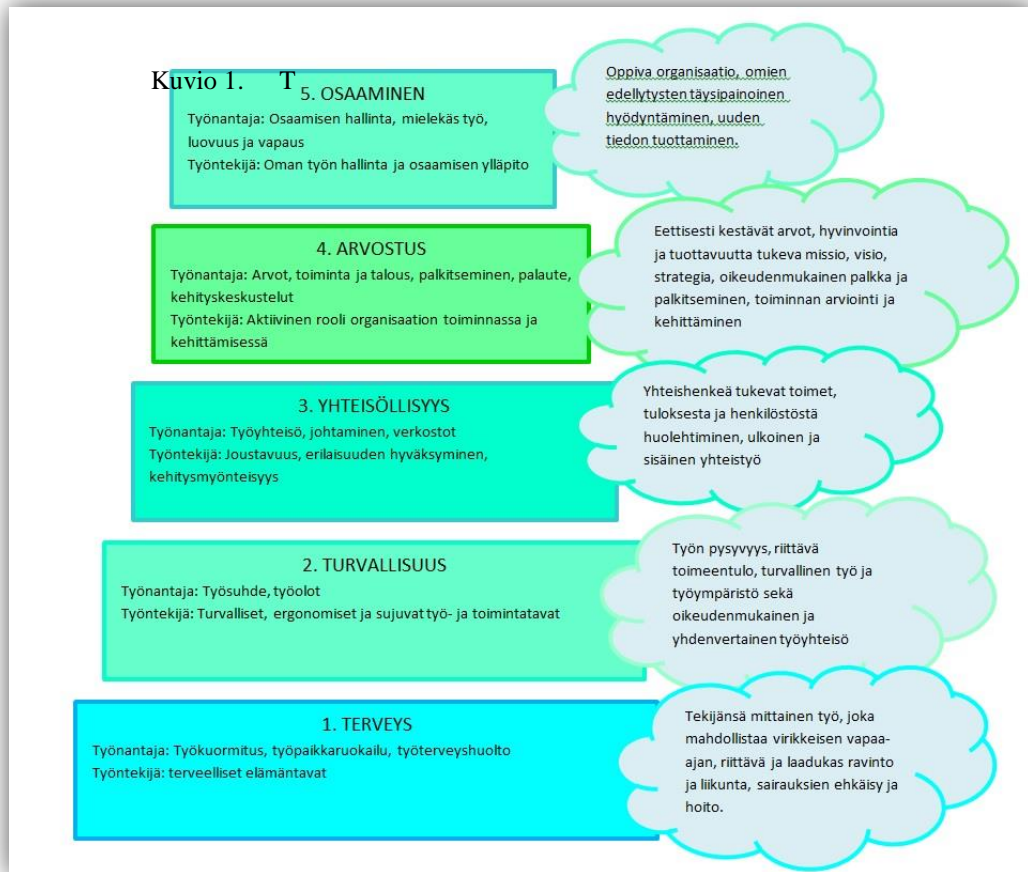 Kuvio 1. T
5. OSAAMINEN
Työnantaja: Osaamisen hallinta, mielekäs työ,
luovuus ja vapaus
Työntekijä: Oman työn hallinta ja osaamisen ylläpito
Oppiva organisaatio, omien
edellytysten täysipainoinen
hyödyntäminen, uuden
tiedon tuottaminen.
4. ARVOSTUS
Työnantaja: Arvot, toiminta ja talous, palkitseminen, palaute,
kehityskeskustelut
Työntekijä: Aktiivinen rooli organisaation toiminnassa ja
kehittämisessä
Eettisesti kestävät arvot, hyvinvointia
ja tuottavuutta tukeva missio, visio,
strategia, oikeudenmukainen palkka ja
palkitseminen, toiminnan arviointi ja
kehittäminen
3. YHTEISÖLLISYYS
Työnantaja: Työyhteisö, johtaminen, verkostot
Työntekijä: Joustavuus, erilaisuuden hyväksyminen,
kehitysmyönteisyys
Yhteishenkeä tukevat toimet,
tuloksesta ja henkilöstöstä
huolehtiminen, ulkoinen ja
sisäinen yhteistyö
2. TURVALLISUUS
Työnantaja: Työsuhde, työolot
Työntekijä: Turvalliset, ergonomiset ja sujuvat työ- ja toimintatavat
Työn pysyvyys, riittävä
toimeentulo, turvallinen työ ja
työympäristö sekä
oikeudenmukainen ja
yhdenvertainen työyhteisö
1. TERVEYS
Työnantaja: Työkuormitus, työpaikkaruokailu, työterveyshuolto
Työntekijä: terveelliset elämäntavat
Tekijänsä mittainen työ, joka
mahdollistaa virikkeisen vapaa-
ajan, riittävä ja laadukas ravinto
ja liikunta, sairauksien ehkäisy ja
hoito.